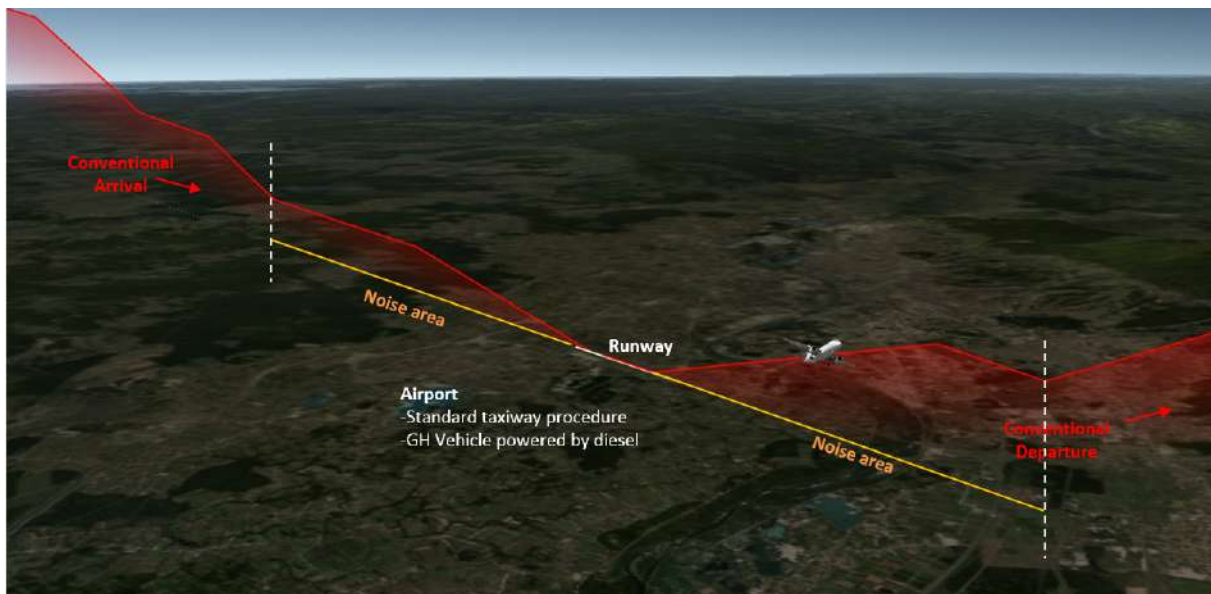 Conventional
Arrival
Noise area
Runway
Airport
-Standard taxiway procedure
-GH Vehicle powered by diesel
Noise area
Conventional
Departure